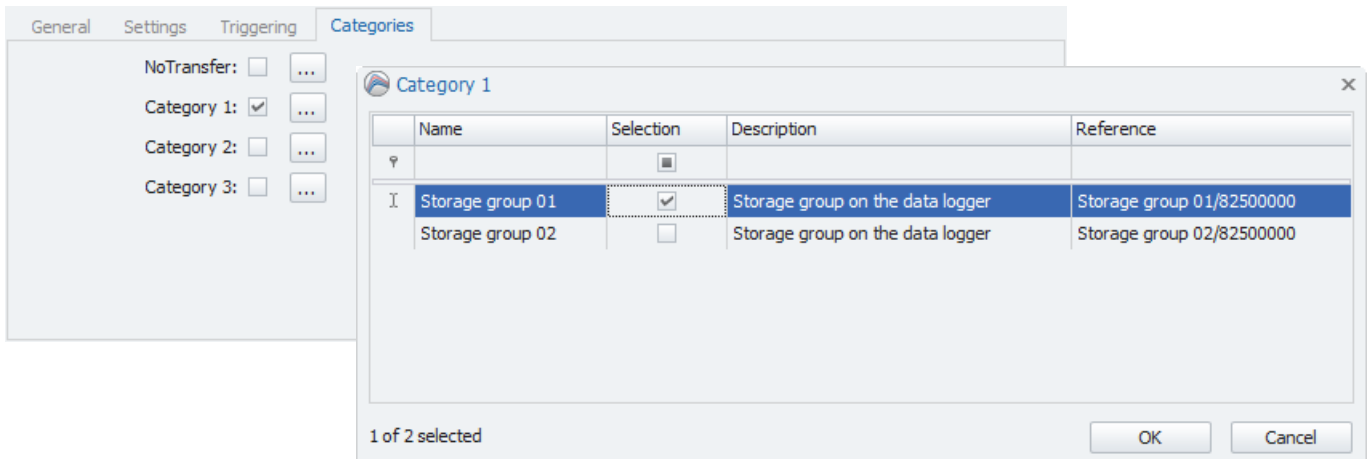 General Settings Triggering Categories
NoTransfer: ...
Category 1: ...
Category 2: ...
Category 3: ...
Category 1
Name Selection Description Reference
Storage group 01 Storage group on the data logger Storage group 01/82500000
Storage group 02 Storage group on the data logger Storage group 02/82500000
1 of 2 selected
OK Cancel